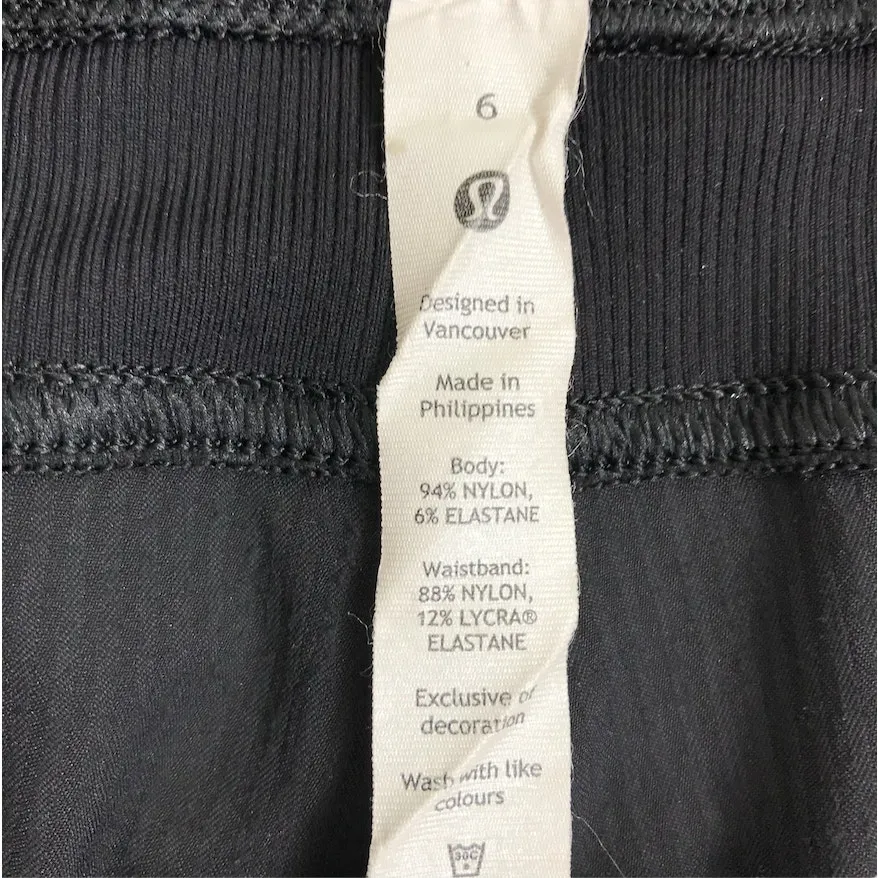 6
Designed in
Vancouver
Made in
Philippines
Body:
94% NYLON,
6% ELASTANE
Waistband:
88% NYLON,
12% LYCRA®
ELASTANE
Exclusive of
decoration
Wash with like
colours
30C